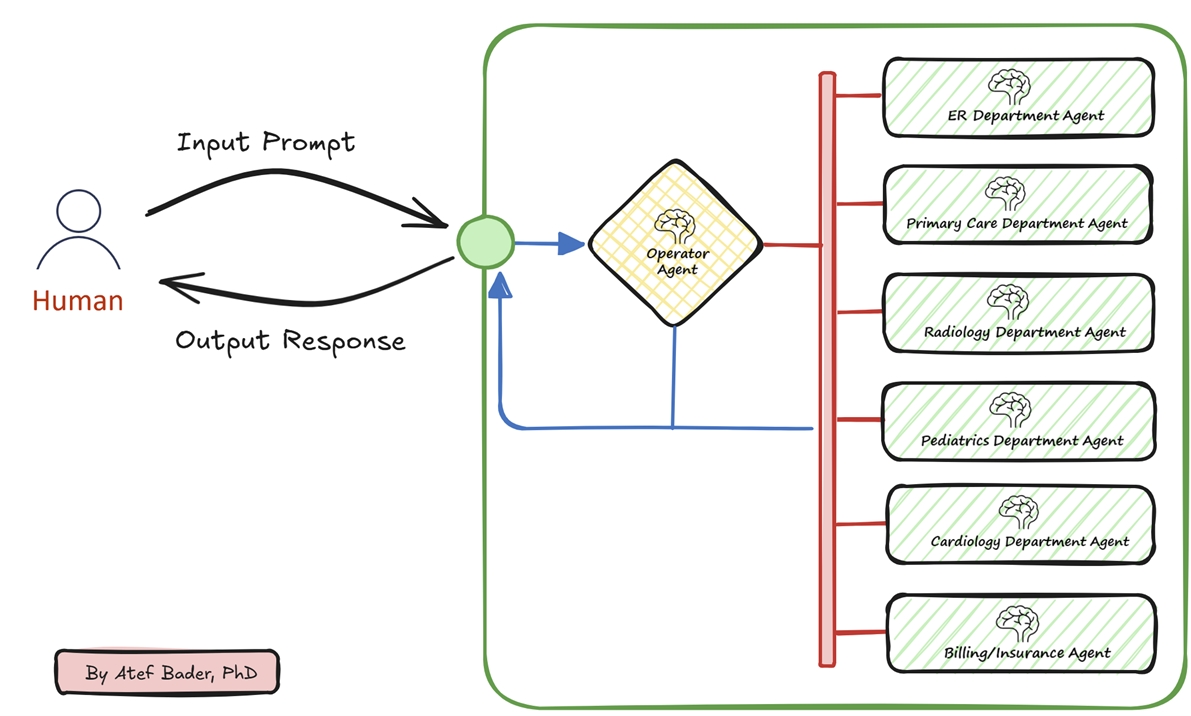 Input Prompt
Human
Output Response
Operator
Agent
ER Department Agent
Primary Care Department Agent
Radiology Department Agent
Pediatrics Department Agent
Cardiology Department Agent
Billing/Insurance Agent
By Atef Bader, PhD